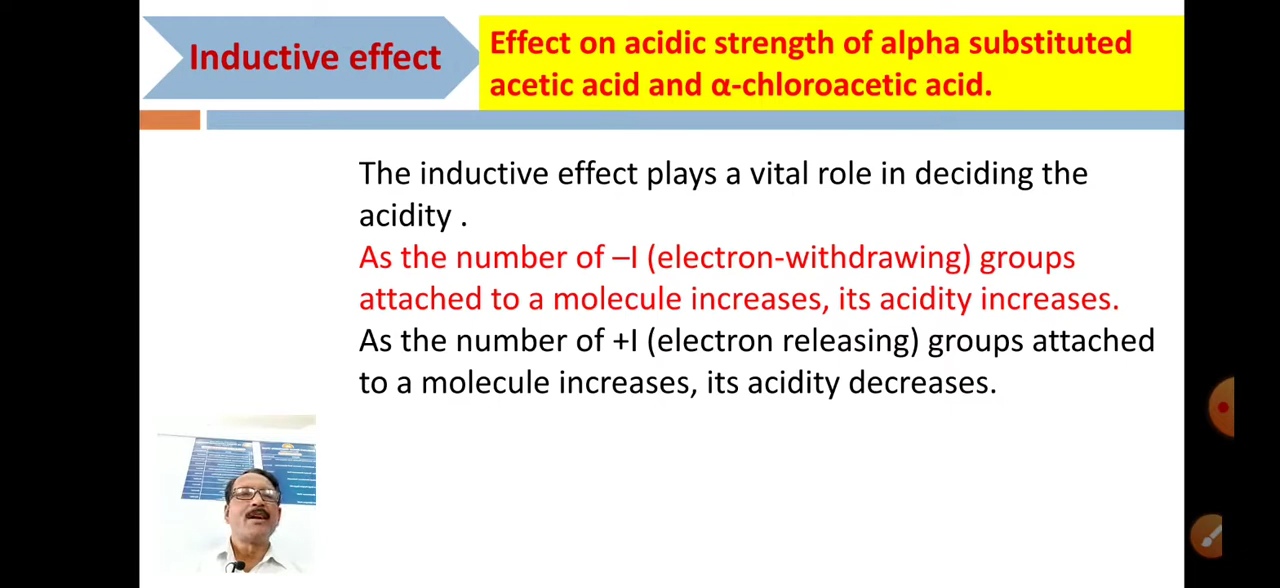 Inductive effect
Effect on acidic strength of alpha substituted
acetic acid and α-chloroacetic acid.
The inductive effect plays a vital role in deciding the
acidity .
As the number of –I (electron-withdrawing) groups
attached to a molecule increases, its acidity increases.
As the number of +I (electron releasing) groups attached
to a molecule increases, its acidity decreases.